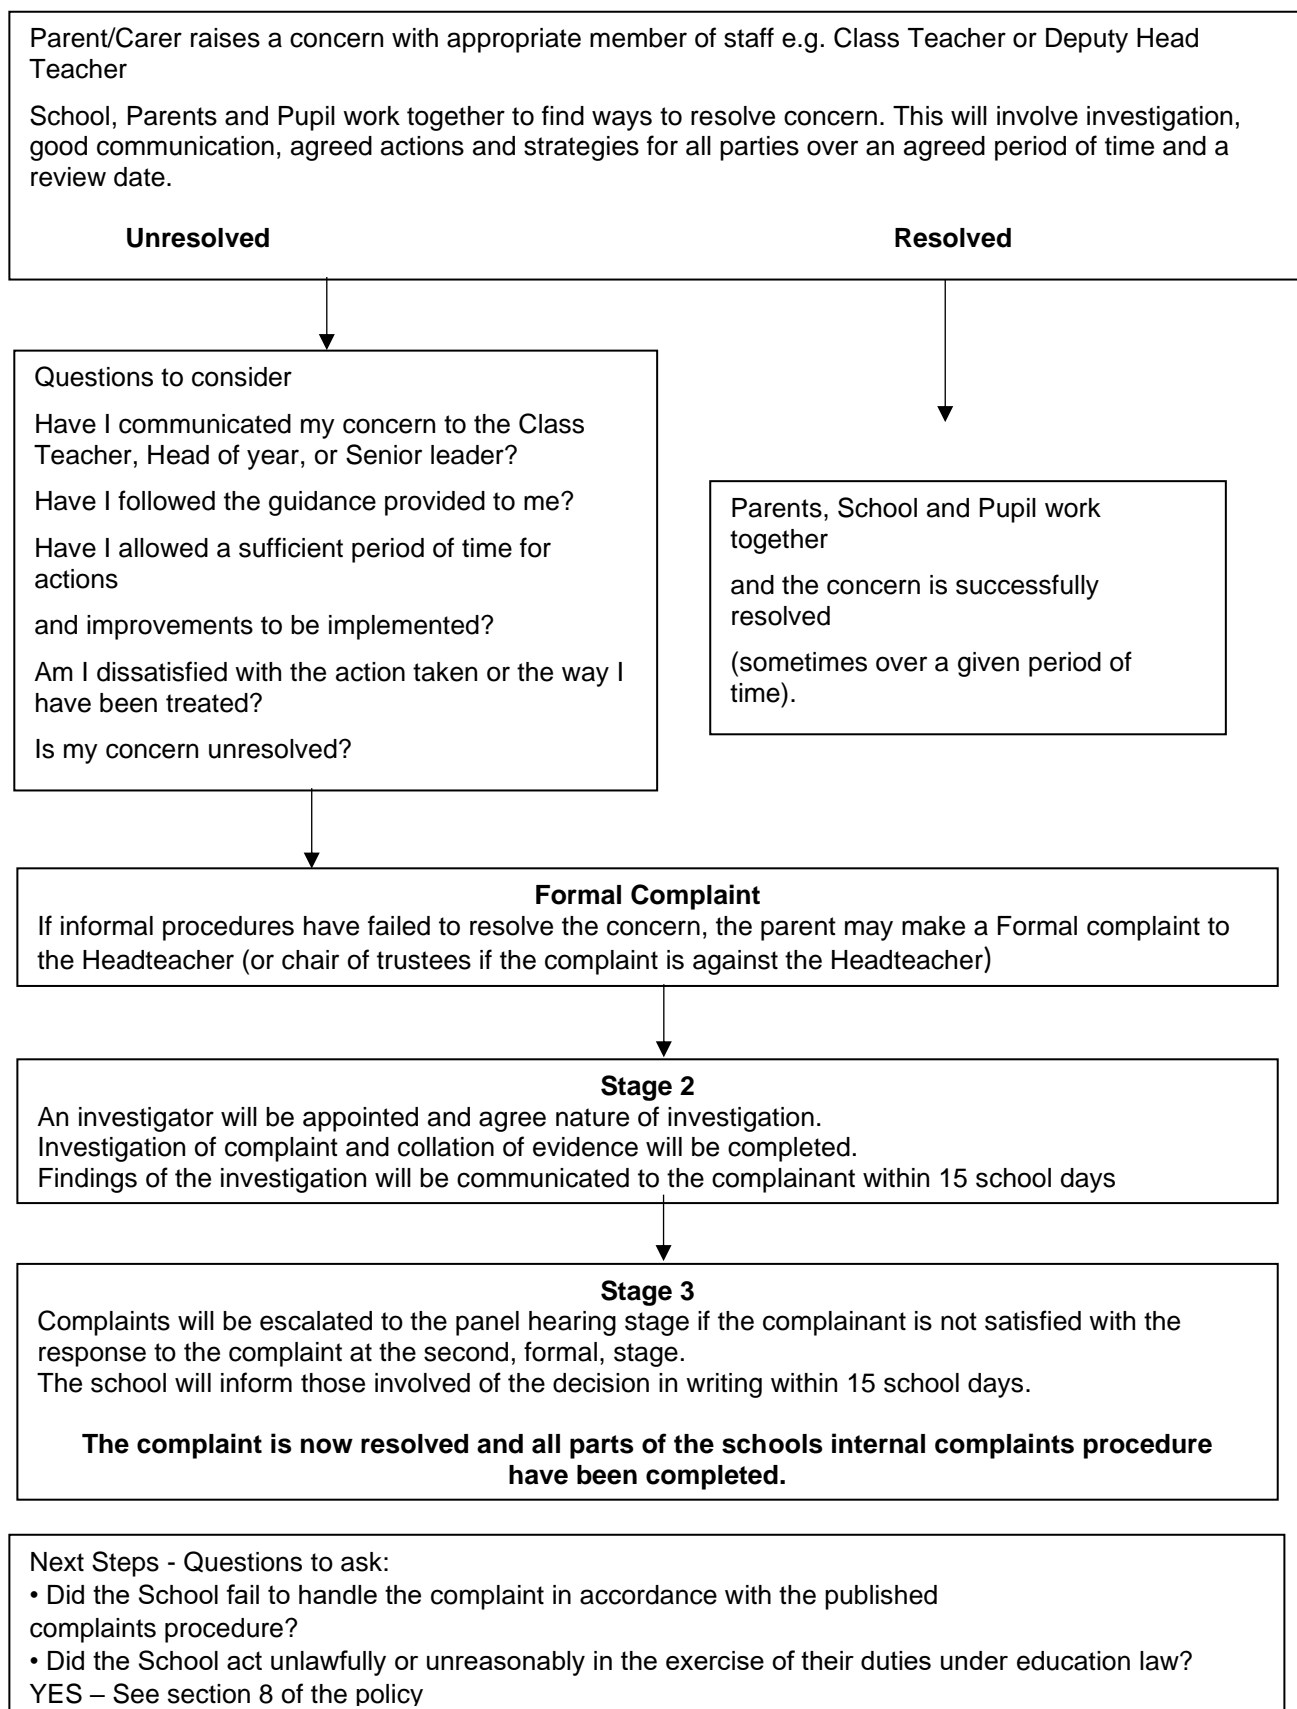 Parent/Carer raises a concern with appropriate member of staff e.g. Class Teacher or Deputy Head
Teacher
School, Parents and Pupil work together to find ways to resolve concern. This will involve investigation,
good communication, agreed actions and strategies for all parties over an agreed period of time and a
review date.
Unresolved
Resolved
Questions to consider
Have I communicated my concern to the Class
Teacher, Head of year, or Senior leader?
Have I followed the guidance provided to me?
Have I allowed a sufficient period of time for
actions
and improvements to be implemented?
Am I dissatisfied with the action taken or the way I
have been treated?
Is my concern unresolved?
Parents, School and Pupil work
together
and the concern is successfully
resolved
(sometimes over a given period of
time).
Formal Complaint
If informal procedures have failed to resolve the concern, the parent may make a Formal complaint to
the Headteacher (or chair of trustees if the complaint is against the Headteacher)
Stage 2
An investigator will be appointed and agree nature of investigation.
Investigation of complaint and collation of evidence will be completed.
Findings of the investigation will be communicated to the complainant within 15 school days
Stage 3
Complaints will be escalated to the panel hearing stage if the complainant is not satisfied with the
response to the complaint at the second, formal, stage.
The school will inform those involved of the decision in writing within 15 school days.
The complaint is now resolved and all parts of the schools internal complaints procedure
have been completed.
Next Steps - Questions to ask:
• Did the School fail to handle the complaint in accordance with the published
complaints procedure?
• Did the School act unlawfully or unreasonably in the exercise of their duties under education law?
YES – See section 8 of the policy